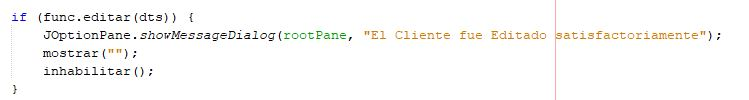 if (func.editar(dts)) {
JOptionPane.showMessageDialog(rootPane, "El Cliente fue Editado satisfactoriamente");
mostrar("");
inhabilitar();
}